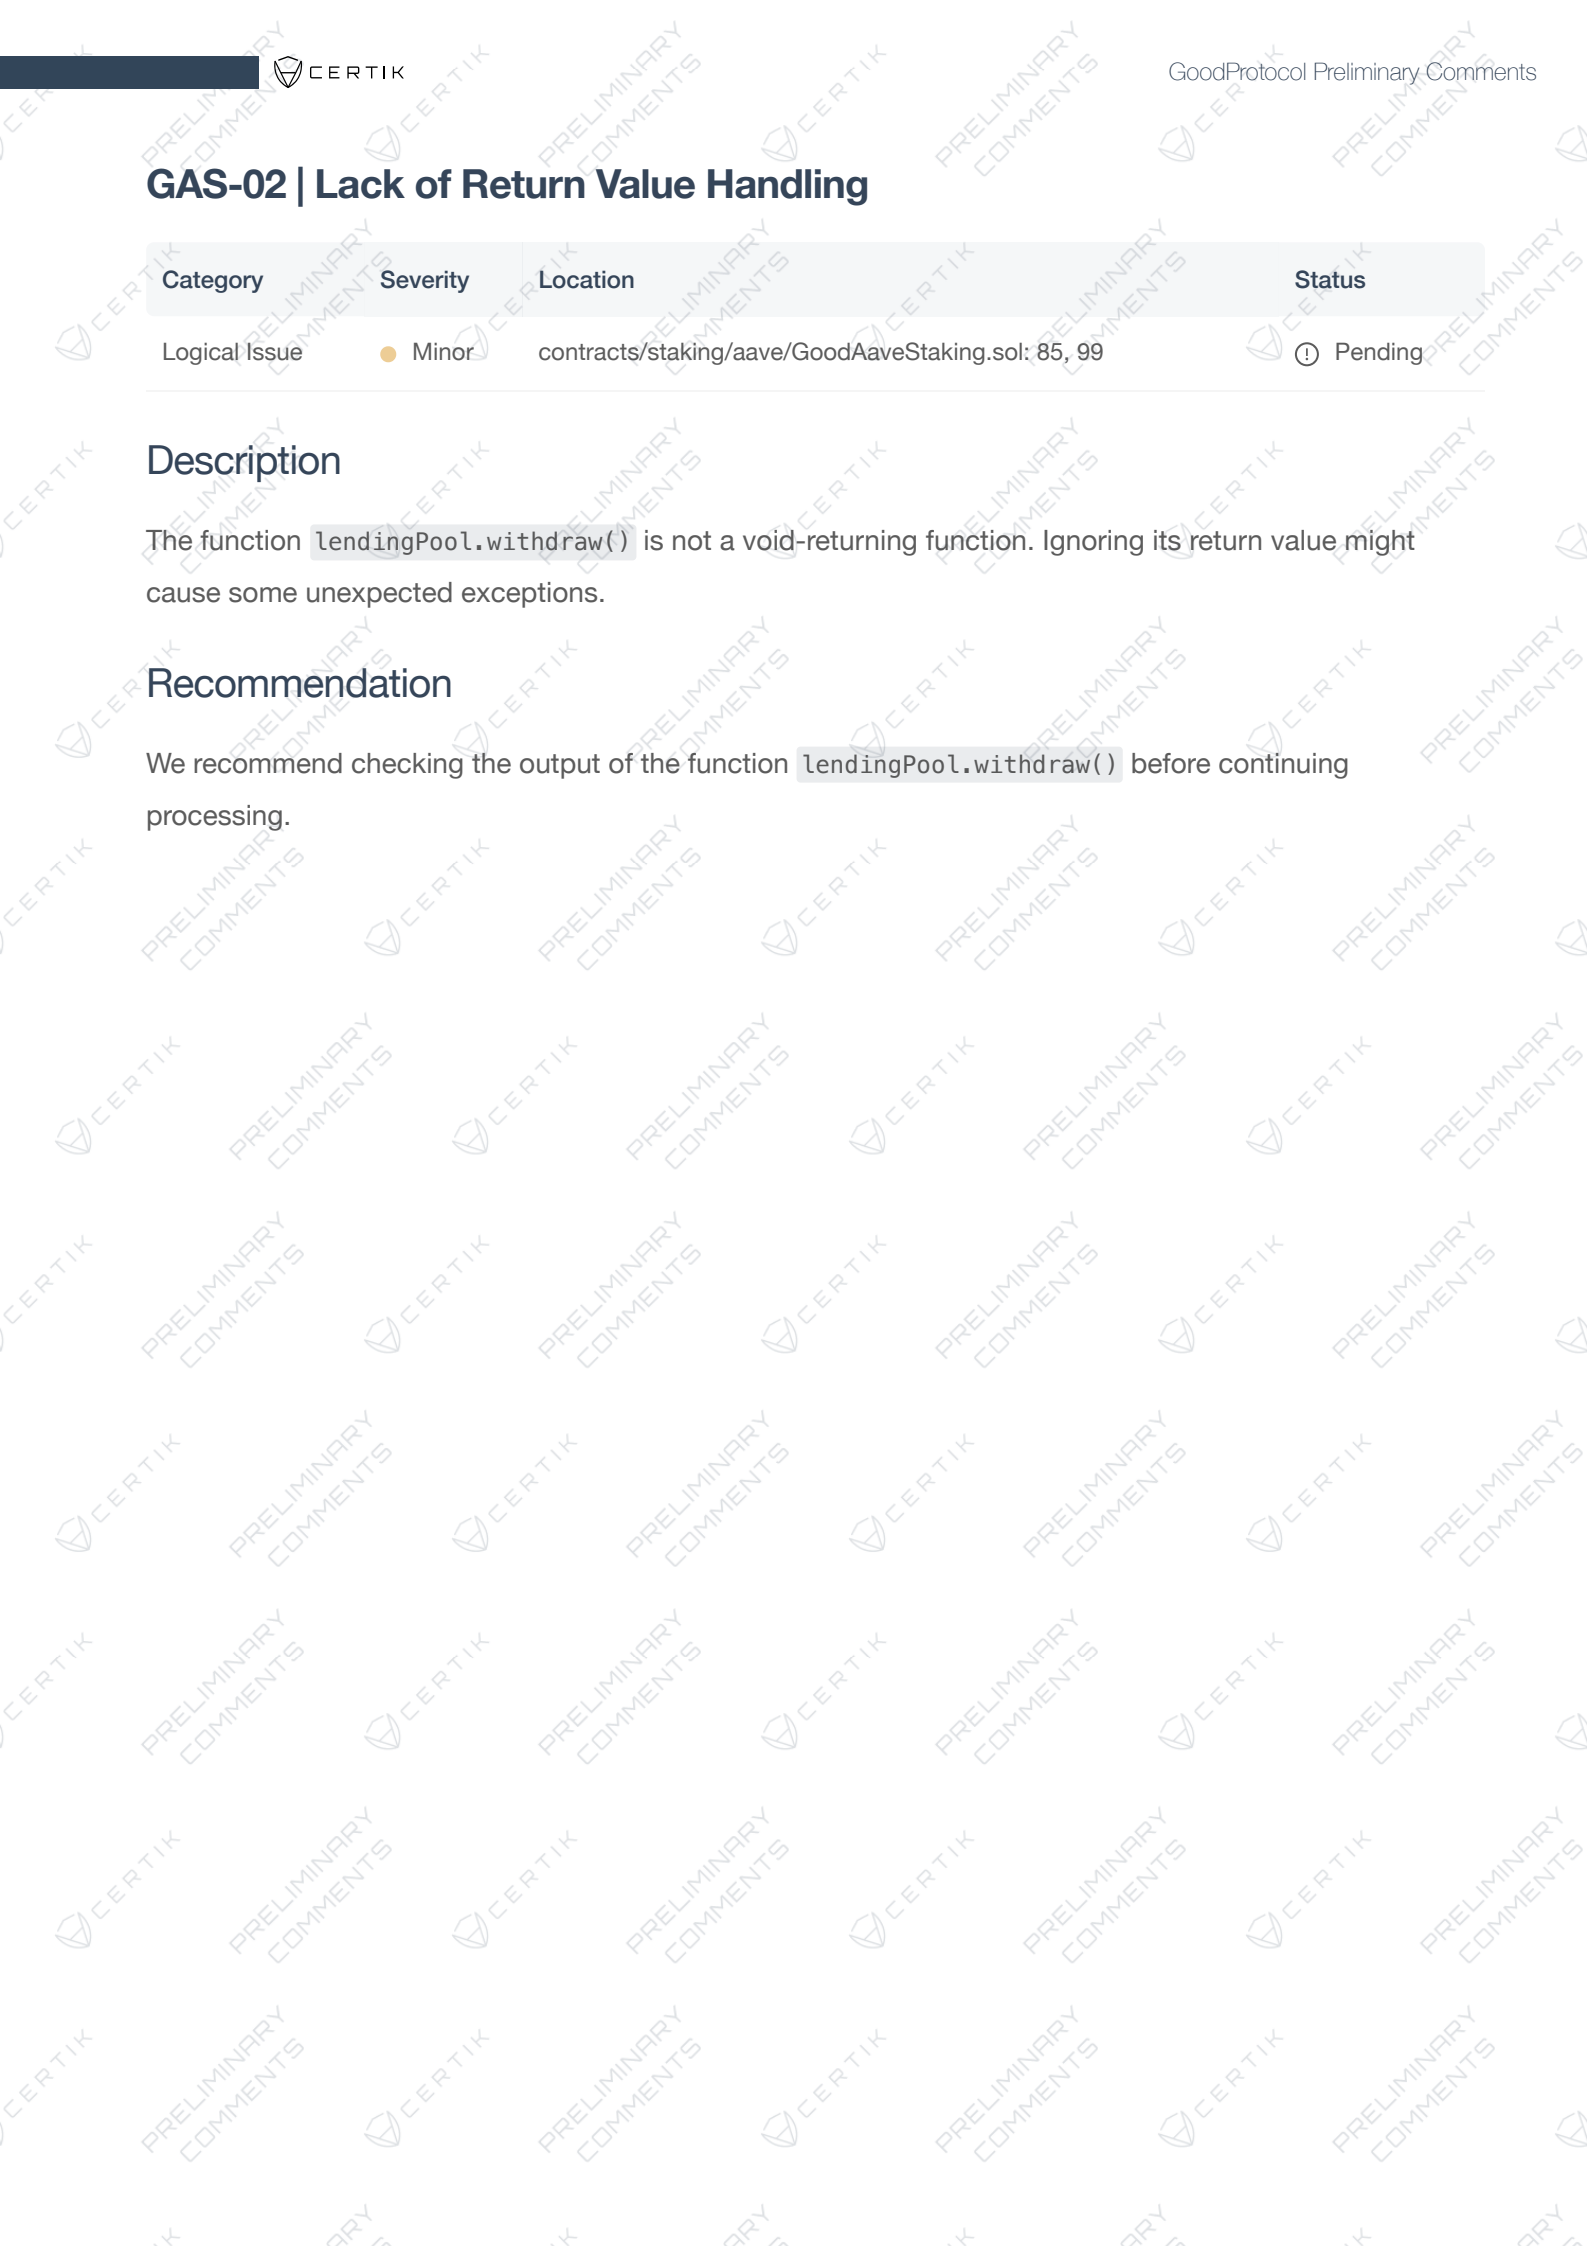 CERTIK
GoodProtocol Preliminary Comments
GAS-02 | Lack of Return Value Handling
Category Severity Location Status
Logical Issue Minor contracts/staking/aave/GoodAaveStaking.sol: 85, 99 Pending
Description
The function lendingPool.withdraw() is not a void-returning function. Ignoring its return value might
cause some unexpected exceptions.
Recommendation
We recommend checking the output of the function lendingPool.withdraw() before continuing
processing.
CERTIK
PRELIMINARY
COMMENTS